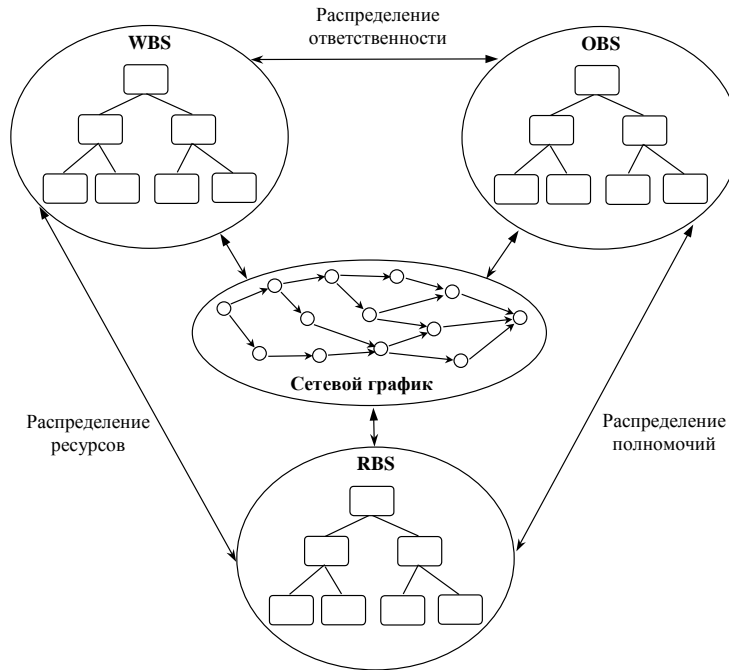 Распределение
ответственности
WBS
OBS
Сетевой график
Распределение
ресурсов
Распределение
полномочий
RBS